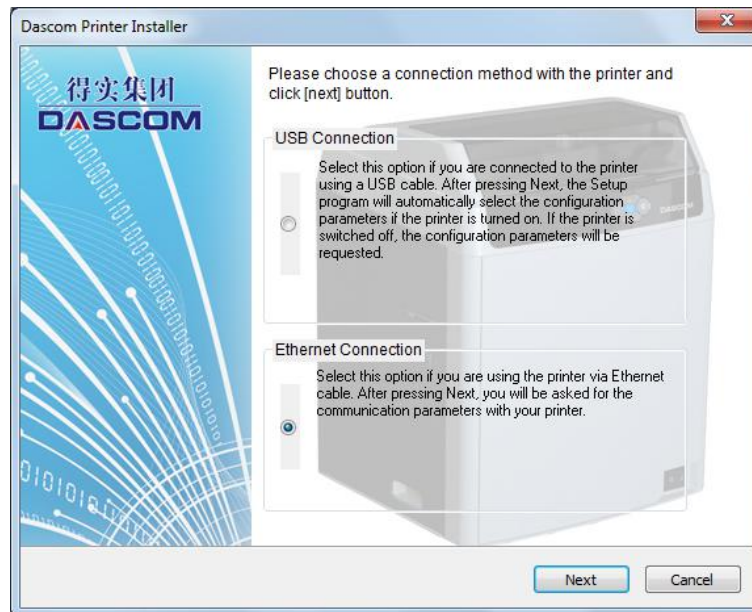 Dascom Printer Installer
得实集团
DASCOM
Please choose a connection method with the printer and
click [next] button.
USB Connection
Select this option if you are connected to the printer
using a USB cable. After pressing Next, the Setup
program will automatically select the configuration
parameters if the printer is turned on. If the printer is
switched off, the configuration parameters will be
requested.
Ethernet Connection
Select this option if you are using the printer via Ethernet
cable. After pressing Next, you will be asked for the
communication parameters with your printer.
Next
Cancel